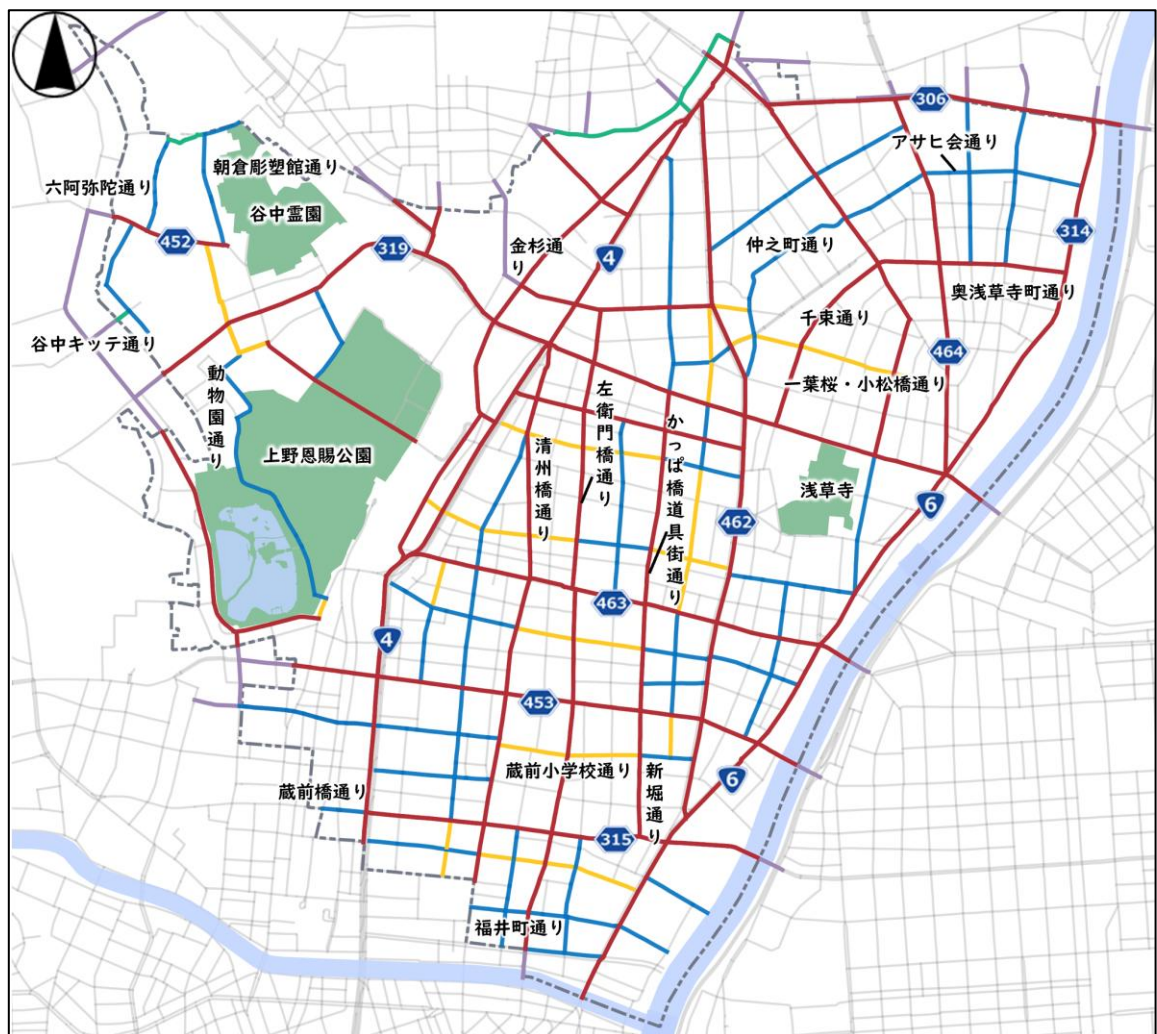 306
アサヒ会通り
朝倉彫塑館通り
六阿弥陀通り
谷中霊園
452
319
金杉通り
4
仲之町通り
314
奥浅草寺町通り
千束通り
谷中キッテ通り
464
動物園通り
一葉桜・小松橋通り
左衛門橋通り
かっぱ橋道具街通り
清州橋通り
上野恩賜公園
浅草寺
6
462
463
4
453
蔵前小学校通り
新堀通り
6
蔵前橋通り
315
福井町通り